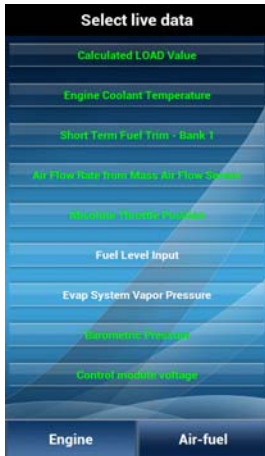 Select live data
Calculated LOAD Value
Engine Coolant Temperature
Short Term Fuel Trim - Bank 1
Air Flow Rate from Mass Air Flow Sensor
Absolute Throttle Position
Fuel Level Input
Evap System Vapor Pressure
Barometric Pressure
Control module voltage
Engine
Air-fuel